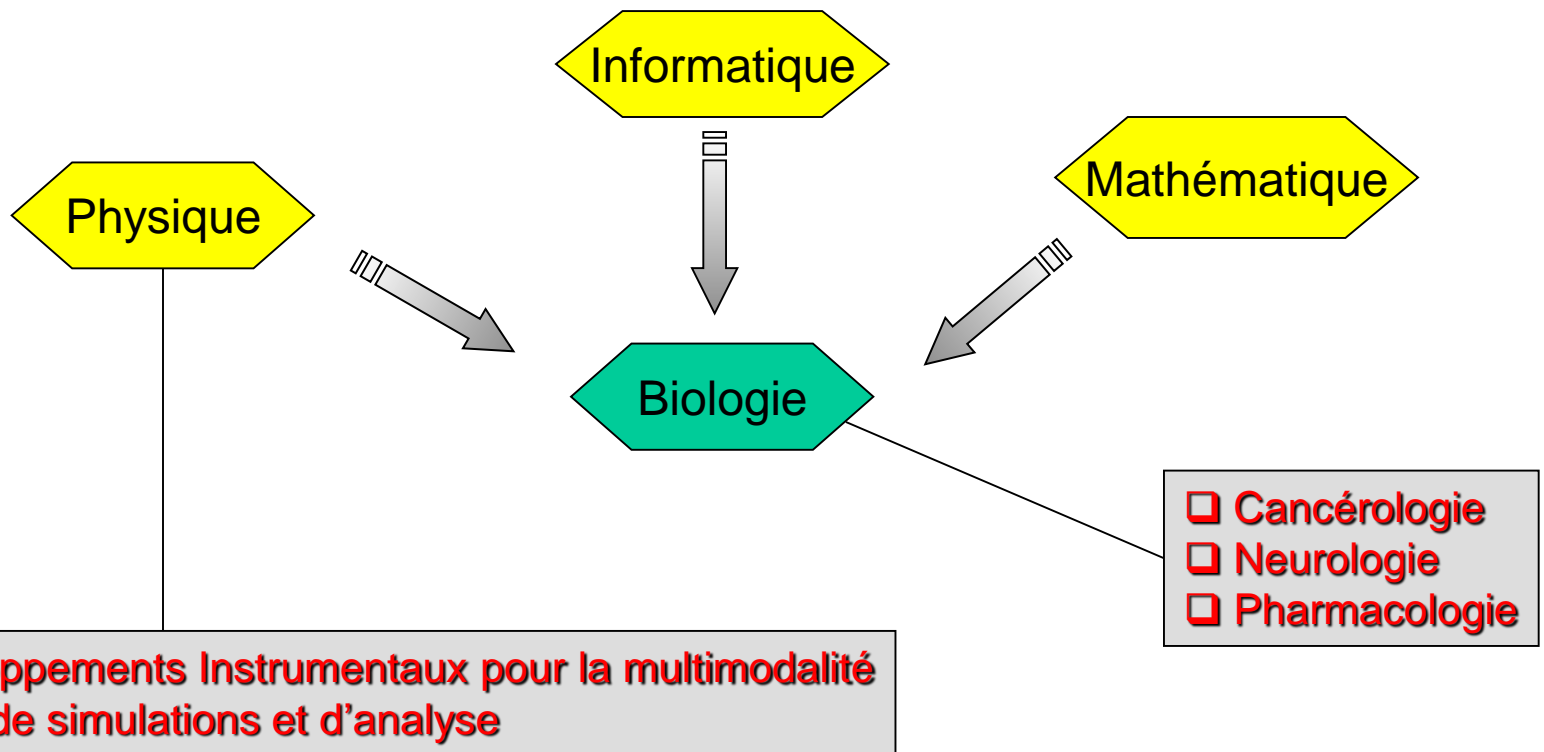 Informatique
Mathématique
Physique
Biologie
Cancérologie
Neurologie
Pharmacologie
ppements Instrumentaux pour la multimodalité
de simulations et d’analyse